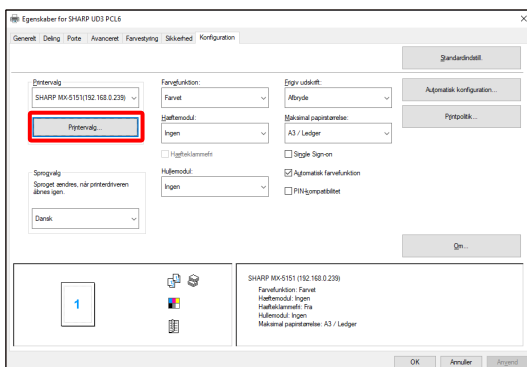 Egenskaber for SHARP UD3 PCL6
Generelt Deling Porte Avanceret Farvestyring Sikkerhed Konfiguration
Standardindstill.
Printervalg
SHARP MX-5151(192.168.0.239)
Printervalg...
Farvefunktion:
Farvet
Frigiv udskrift:
Afbryde
Automatisk konfiguration...
Hæftemodul:
Ingen
Maksimal papirstørrelse:
A3 / Ledger
Printpolitik...
Hæfteklammefri
Single Sign-on
Sprogvalg
Sproget ændres, når printerdriveren
åbnes igen.
Dansk
Hullemodul:
Ingen
Automatisk farvefunktion
PIN-kompatibilitet
Om...
1
SHARP MX-5151 (192.168.0.239)
Farvefunktion: Farvet
Hæftemodul: Ingen
Hæfteklammefri: Fra
Hullemodul: Ingen
Maksimal papirstørrelse: A3 / Ledger
OK Annuller Anvend